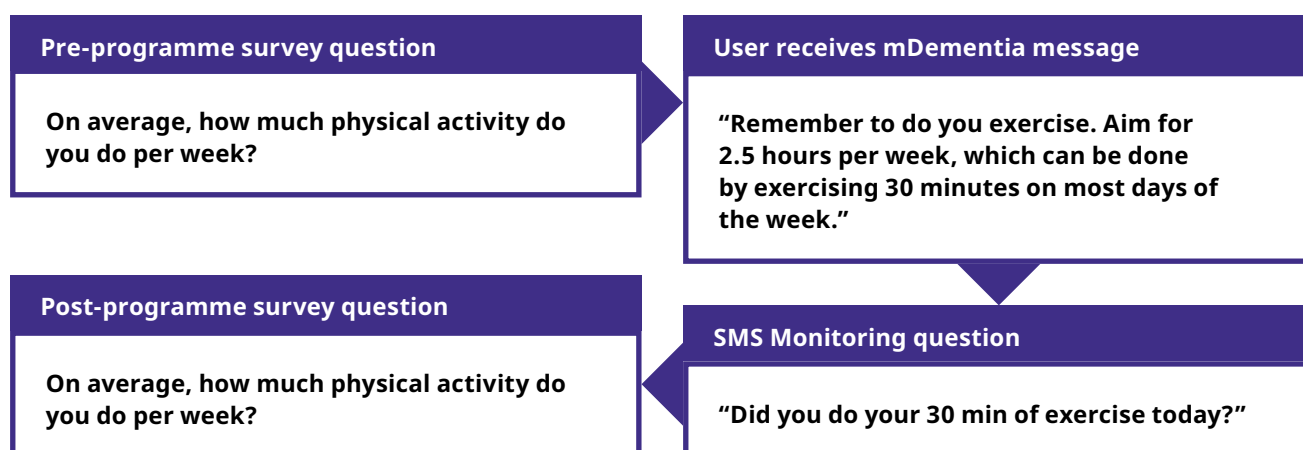 Pre-programme survey question
On average, how much physical activity do
you do per week?
User receives mDementia message
“Remember to do you exercise. Aim for
2.5 hours per week, which can be done
by exercising 30 minutes on most days of
the week.”
SMS Monitoring question
“Did you do your 30 min of exercise today?”
Post-programme survey question
On average, how much physical activity do
you do per week?